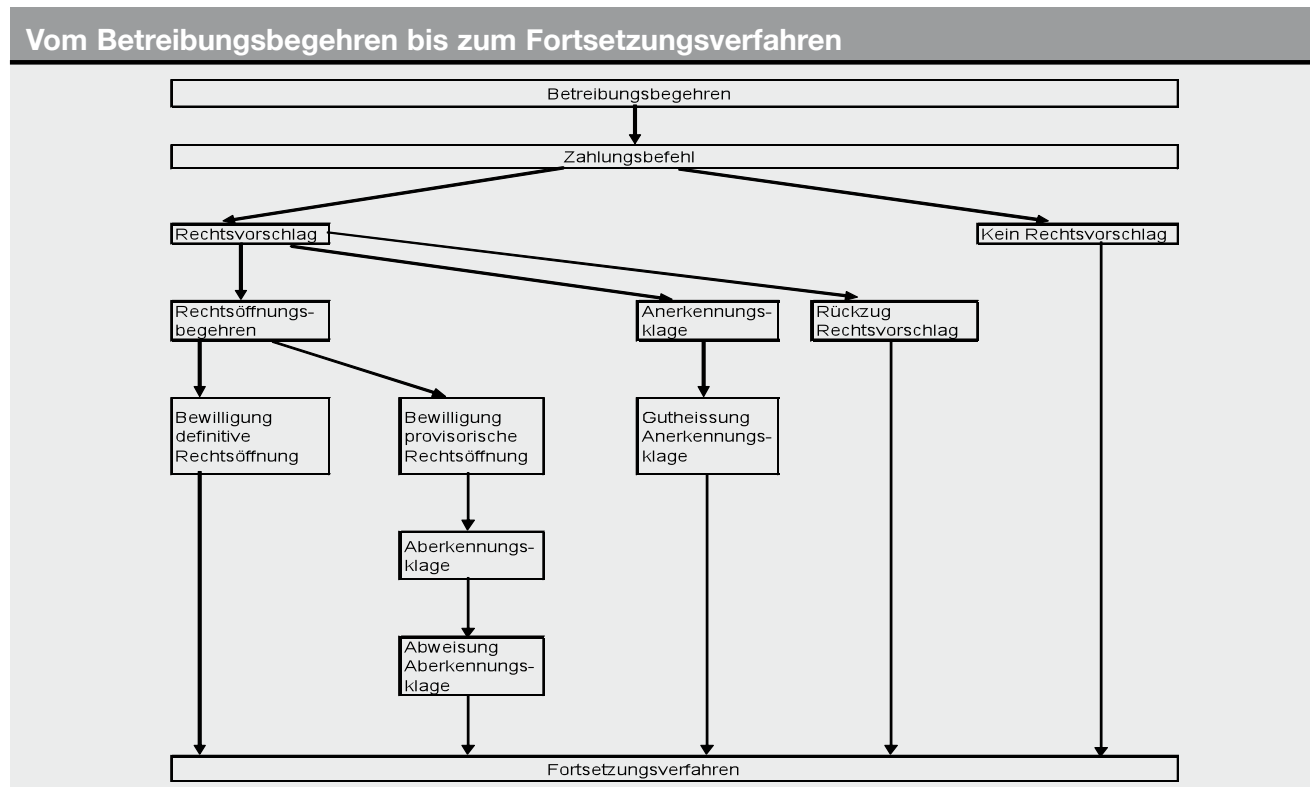 Vom Betreibungsbegehren bis zum Fortsetzungsverfahren
Betreibungsbegehren
Zahlungsbefehl
Rechtsvorschlag
Kein Rechtsvorschlag
Rechtsöffnungs-
begehren
Anerkennungs-
klage
Rückzug
Rechtsvorschlag
Bewilligung
definitive
Rechtsöffnung
Bewilligung
provisorische
Rechtsöffnung
Gutheissung
Anerkennungs-
klage
Aberkennungs-
klage
Abweisung
Aberkennungs-
klage
Fortsetzungsverfahren